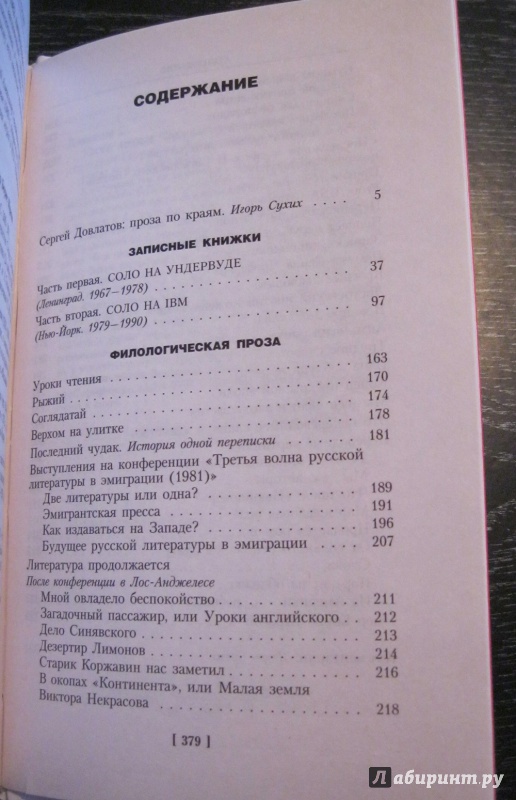 СОДЕРЖАНИЕ
Сергей Довлатов: проза по краям. Игорь Сухих . . . . 5
ЗАПИСНЫЕ КНИЖКИ
Часть первая. СОЛО НА УНДЕРВУДЕ
(Ленинград. 1967—1978) . . . . . . . . . . . . . . . . . . 37
Часть вторая. СОЛО НА IBM
(Нью-Йорк. 1979—1990) . . . . . . . . . . . . . . . . . . 97
ФИЛОЛОГИЧЕСКАЯ ПРОЗА
Уроки чтения . . . . . . . . . . . . . . . . . . . . . . 163
Рыжий . . . . . . . . . . . . . . . . . . . . . . . . . . 170
Соглядатай . . . . . . . . . . . . . . . . . . . . . . . 174
Верхом на улитке . . . . . . . . . . . . . . . . . . . . 178
Последний чудак. История одной переписки . . . . . . . 181
Выступления на конференции «Третья волна русской
литературы в эмиграции (1981)»
Две литературы или одна? . . . . . . . . . . . . . . . 189
Эмигрантская пресса . . . . . . . . . . . . . . . . . . 191
Как издаваться на Западе? . . . . . . . . . . . . . . . 196
Будущее русской литературы в эмиграции . . . . . . 207
Литература продолжается
После конференции в Лос-Анджелесе
Мной овладело беспокойство . . . . . . . . . . . . . . 211
Загадочный пассажир, или Уроки английского . . . 212
Дело Синявского . . . . . . . . . . . . . . . . . . . . 213
Дезертир Лимонов . . . . . . . . . . . . . . . . . . . 214
Старик Коржавин нас заметил . . . . . . . . . . . . . 216
В окопах «Континента», или Малая земля
Виктора Некрасова . . . . . . . . . . . . . . . . . . . 218
[ 379 ]
Лабиринт.ру